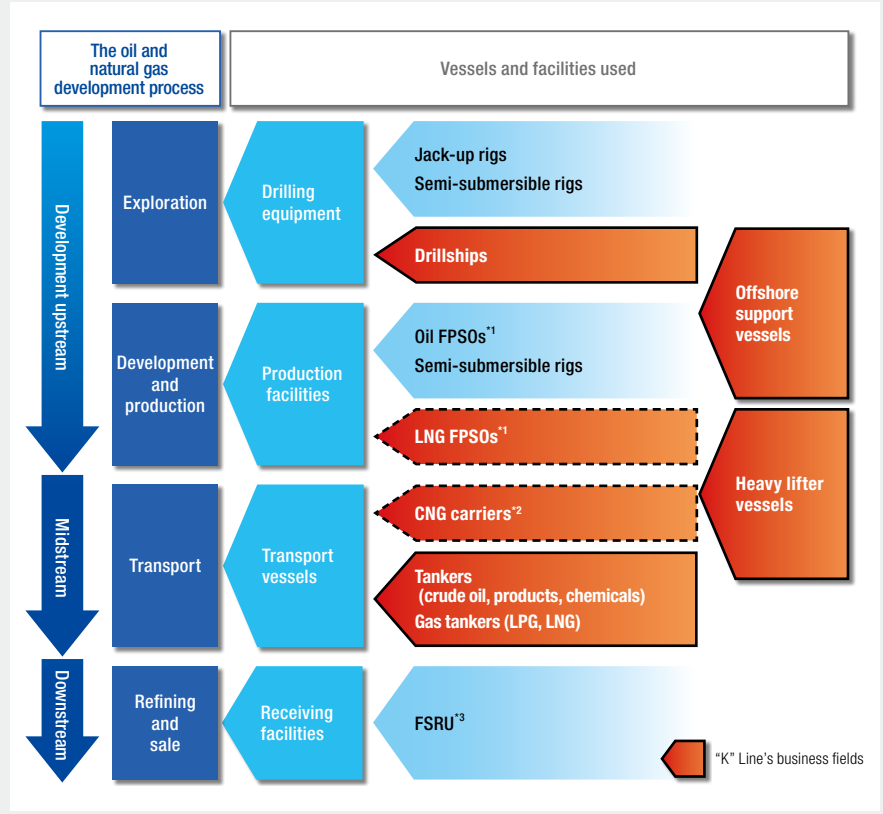 The oil and
natural gas
development process
Vessels and facilities used
Development upstream
Exploration
Drilling
equipment
Jack-up rigs
Semi-submersible rigs
Drillships
Offshore
support
vessels
Development
and
production
Production
facilities
Oil FPSOs*1
Semi-submersible rigs
LNG FPSOs*1
Heavy lifter
vessels
Midstream
Transport
Transport
vessels
CNG carriers*2
Tankers
(crude oil, products, chemicals)
Gas tankers (LPG, LNG)
Downstream
Refining
and
sale
Receiving
facilities
FSRU*3
“K” Line’s business fields